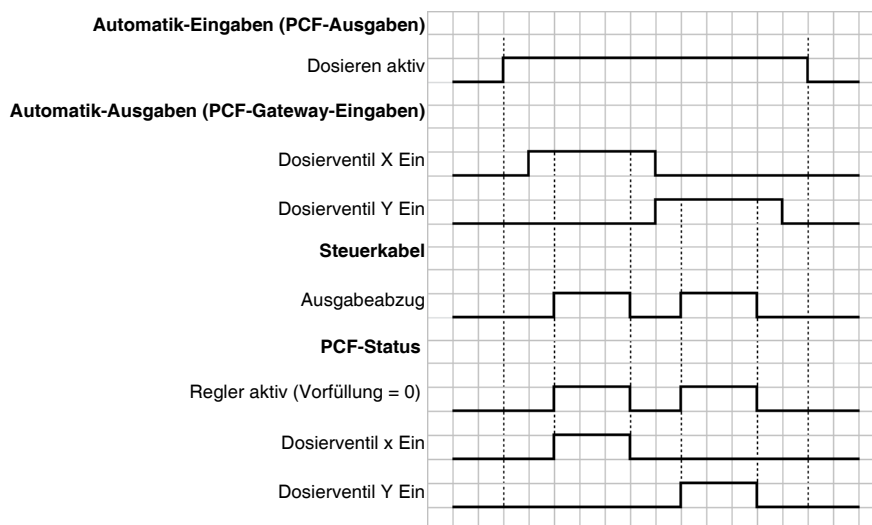 Automatik-Eingaben (PCF-Ausgaben)
Dosieren aktiv
Automatik-Ausgaben (PCF-Gateway-Eingaben)
Dosierventil X Ein
Dosierventil Y Ein
Steuerkabel
Ausgabeabzug
PCF-Status
Regler aktiv (Vorfüllung = 0)
Dosierventil x Ein
Dosierventil Y Ein